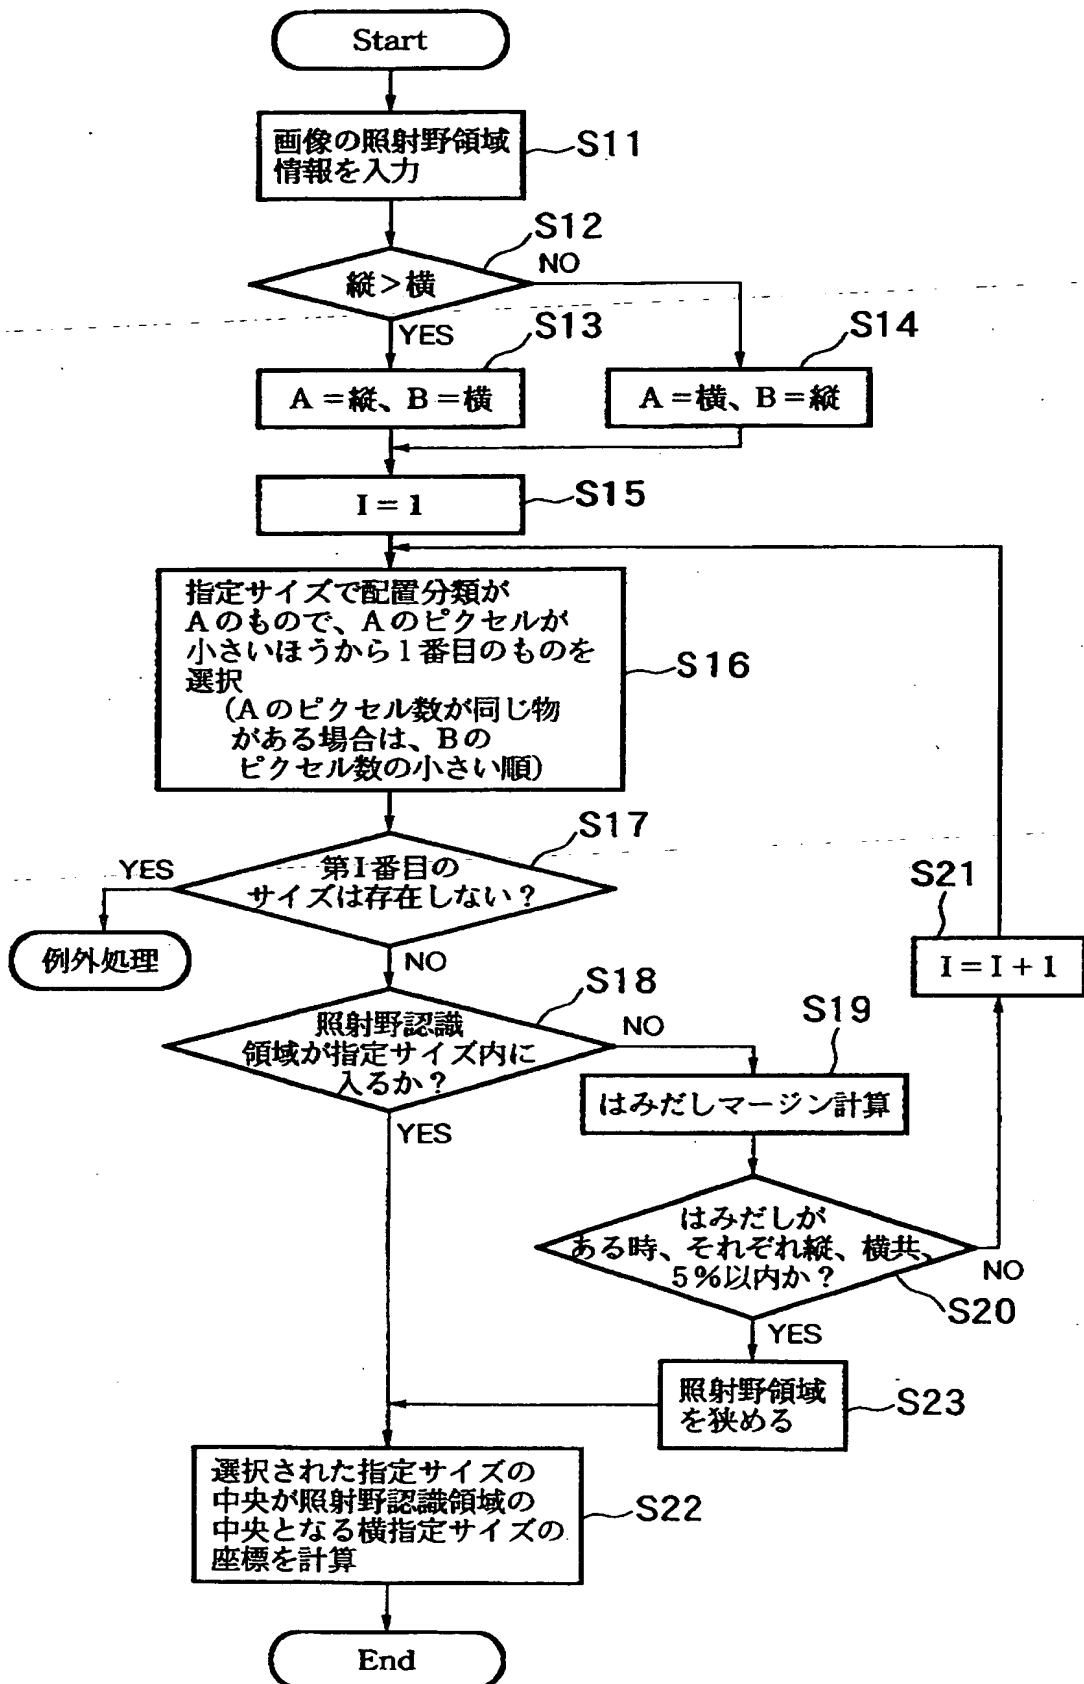 Start
画像の照射野領域
情報を入力
S11
S12
縦>横
NO
YES
S13
S14
A=縦、B=横
A=横、B=縦
I=1
S15
指定サイズで配置分類が
Aのもので、Aのピクセルが
小さいほうから1番目のものを
選択
(Aのピクセル数が同じ物
がある場合は、Bの
ピクセル数の小さい順)
S16
S17
第I番目の
サイズは存在しない?
YES
例外処理
NO
S21
I=I+1
S18
照射野認識
領域が指定サイズ内に
入るか?
NO
YES
S19
はみだしマージン計算
はみだしが
ある時、それぞれ縦、横共、
5%以内か?
NO
S20
YES
照射野領域
を狭める
S23
選択された指定サイズの
中央が照射野認識領域の
中央となる横指定サイズの
座標を計算
S22
End